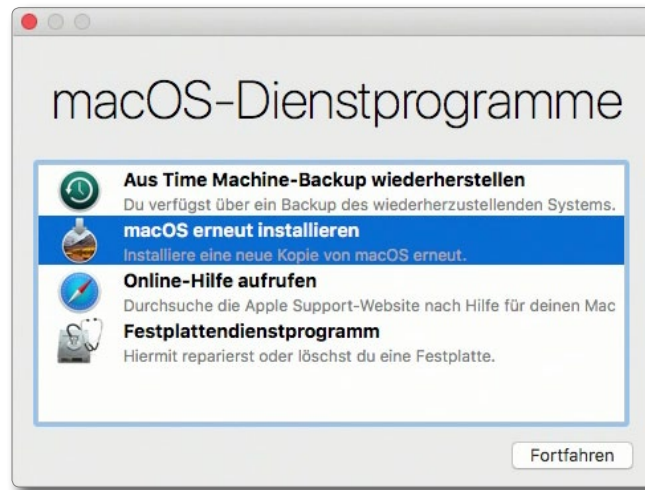 macOS-Dienstprogramme
Aus Time Machine-Backup wiederherstellen
Du verfügst über ein Backup des wiederherzustellenden Systems.
macOS erneut installieren
Installiere eine neue Kopie von macOS erneut.
Online-Hilfe aufrufen
Durchsuche die Apple Support-Website nach Hilfe für deinen Mac
Festplattendienstprogramm
Hiermit reparierst oder löschst du eine Festplatte.
Fortfahren